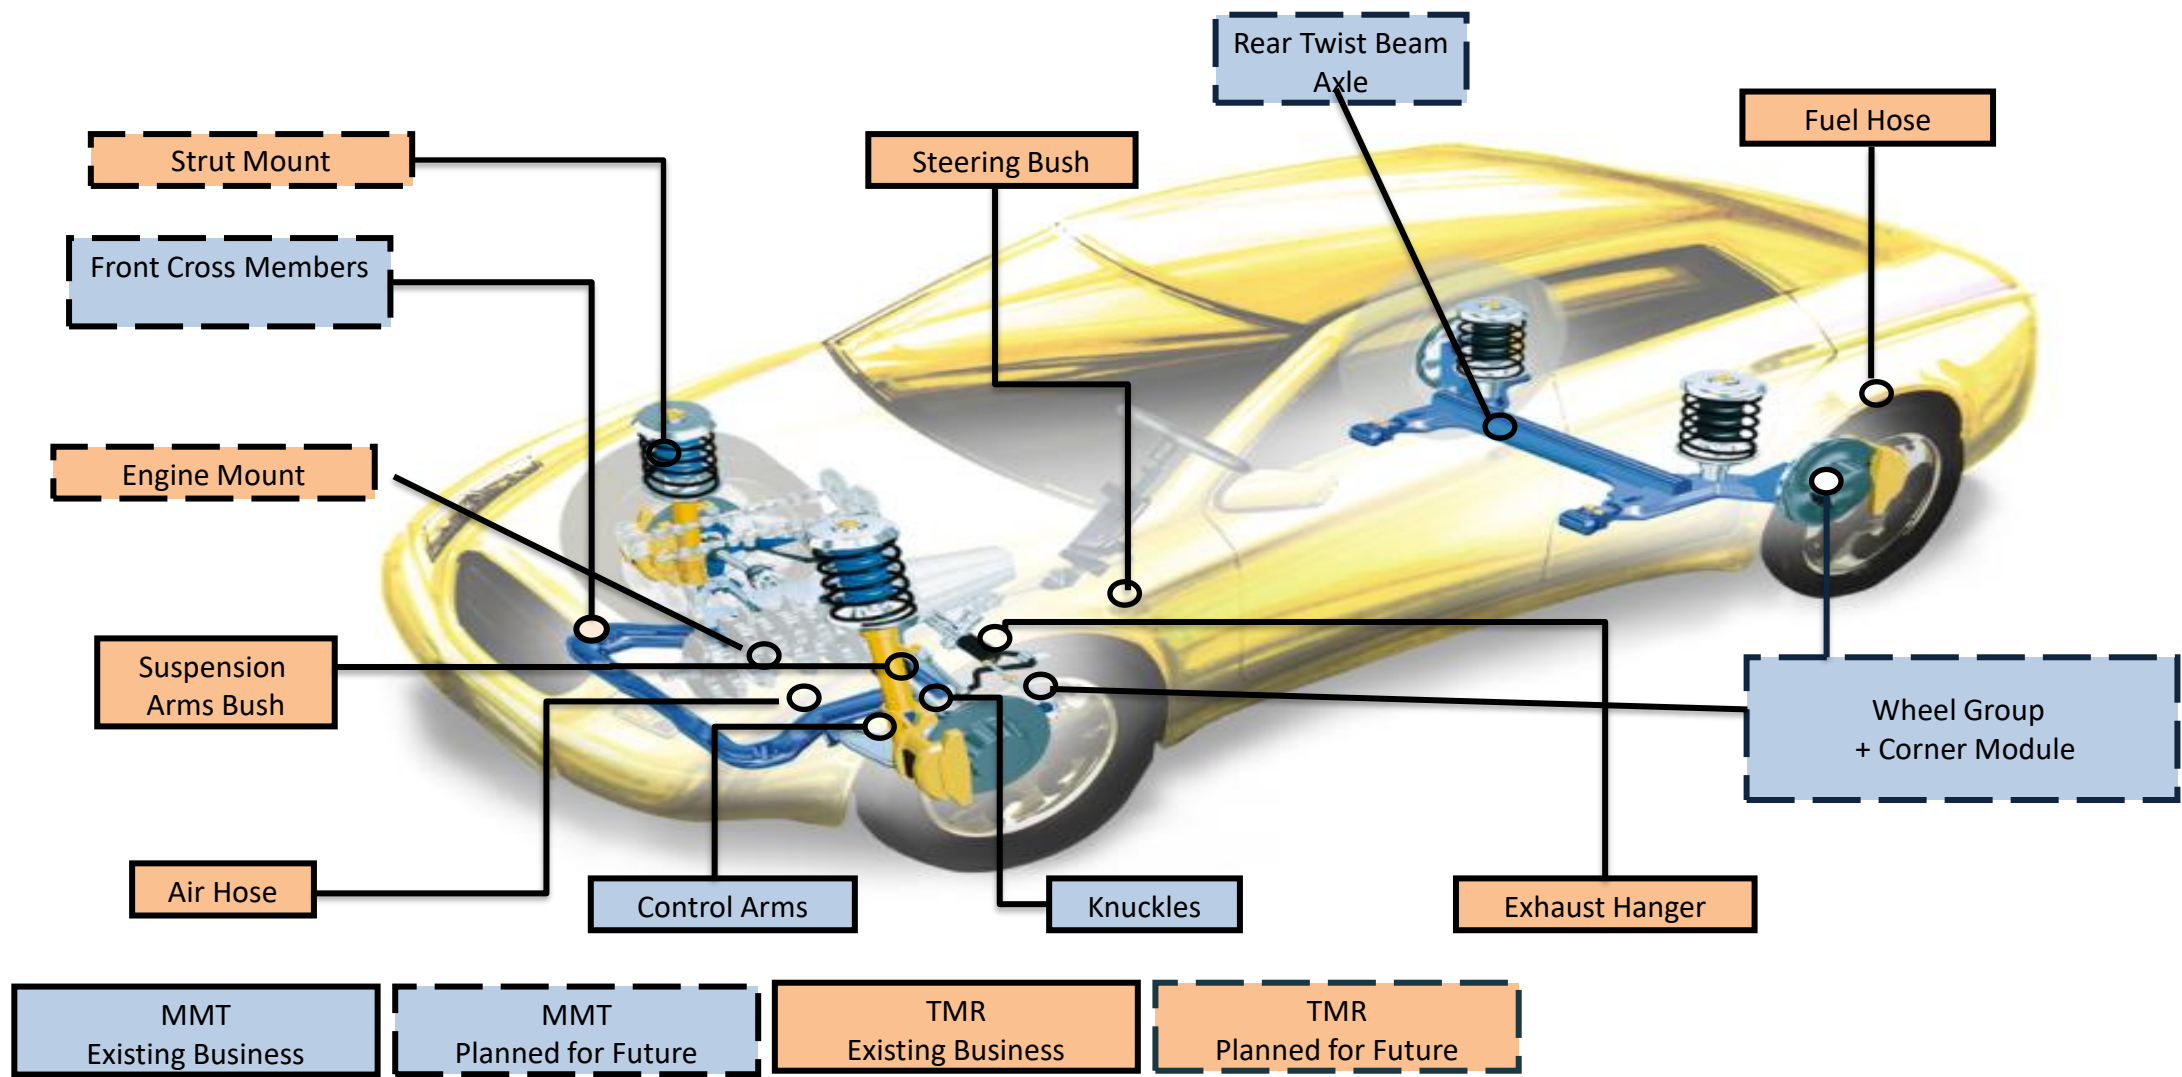 Rear Twist Beam
Axle
Fuel Hose
Strut Mount
Steering Bush
Front Cross Members
Engine Mount
Suspension
Arms Bush
Wheel Group
+ Corner Module
Air Hose
Control Arms
Knuckles
Exhaust Hanger
MMT
Existing Business
MMT
Planned for Future
TMR
Existing Business
TMR
Planned for Future